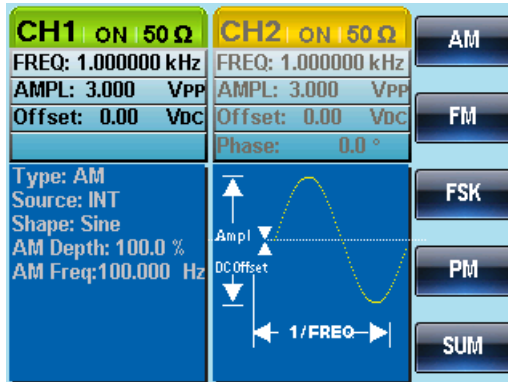 CH1 ON 50 Ω
FREQ: 1.000000 kHz
AMPL: 3.000 VPP
Offset: 0.00 VDC
CH2 ON 50 Ω
FREQ: 1.000000 kHz
AMPL: 3.000 VPP
Offset: 0.00 VDC
Phase: 0.0 °
Type: AM
Source: INT
Shape: Sine
AM Depth: 100.0 %
AM Freq:100.000 Hz
Ampl
DC Offset
1/FREQ
AM
FM
FSK
PM
SUM